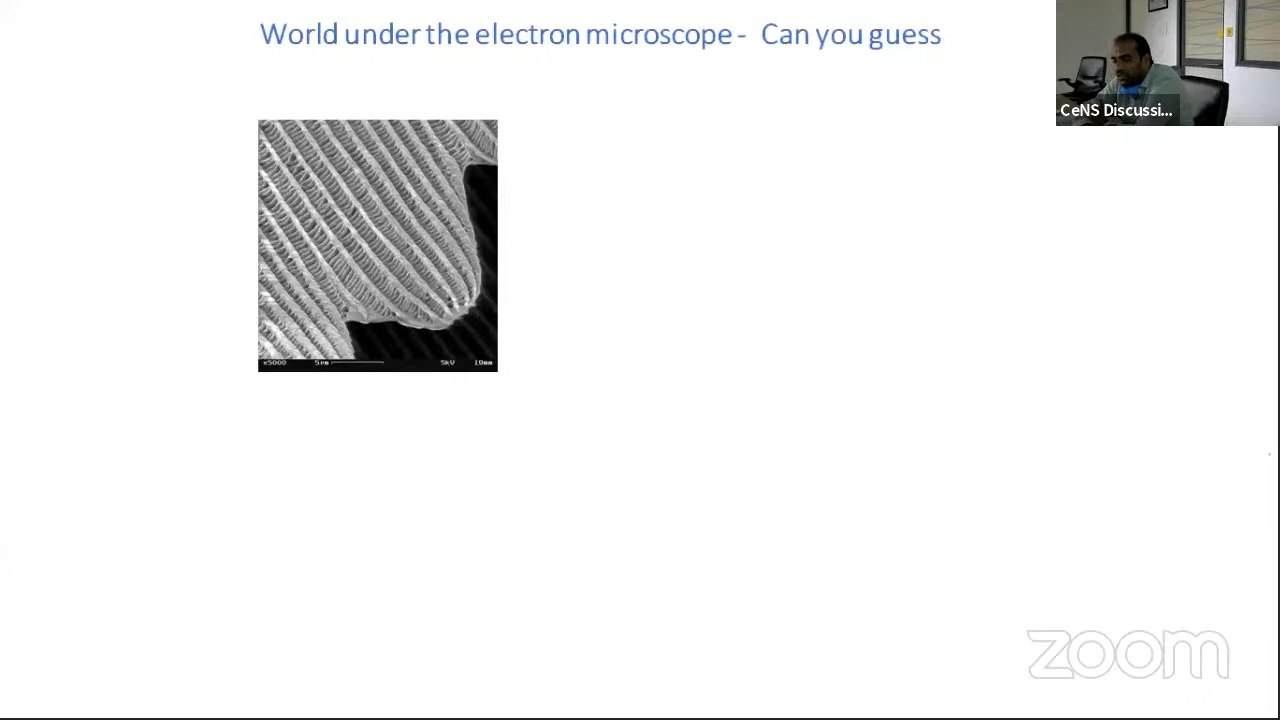 World under the electron microscope - Can you guess
CeNS Discussi...
x5000 5µm 5kV 10mm
zoom